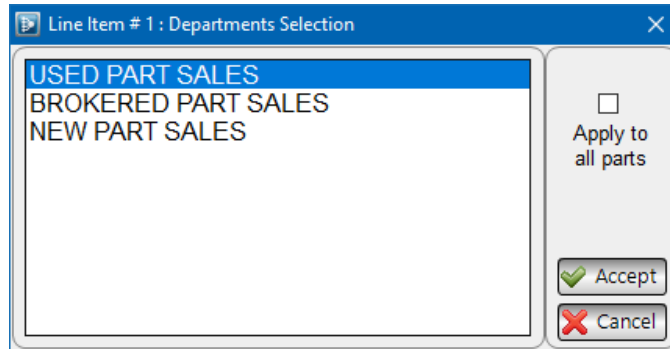 Line Item # 1 : Departments Selection
USED PART SALES
BROKERED PART SALES
NEW PART SALES
Apply to
all parts
Accept
Cancel